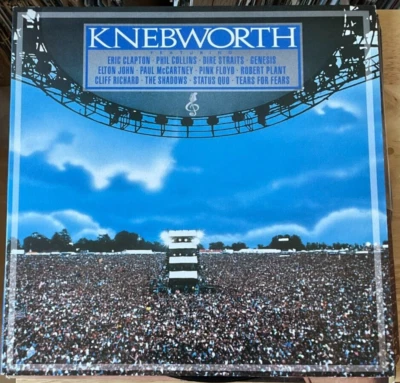 KNEBWORTH
FEATURING
ERIC CLAPTON · PHIL COLLINS · DIRE STRAITS · GENESIS
ELTON JOHN · PAUL McCARTNEY · PINK FLOYD · ROBERT PLANT
CLIFF RICHARD · THE SHADOWS · STATUS QUO · TEARS FOR FEARS